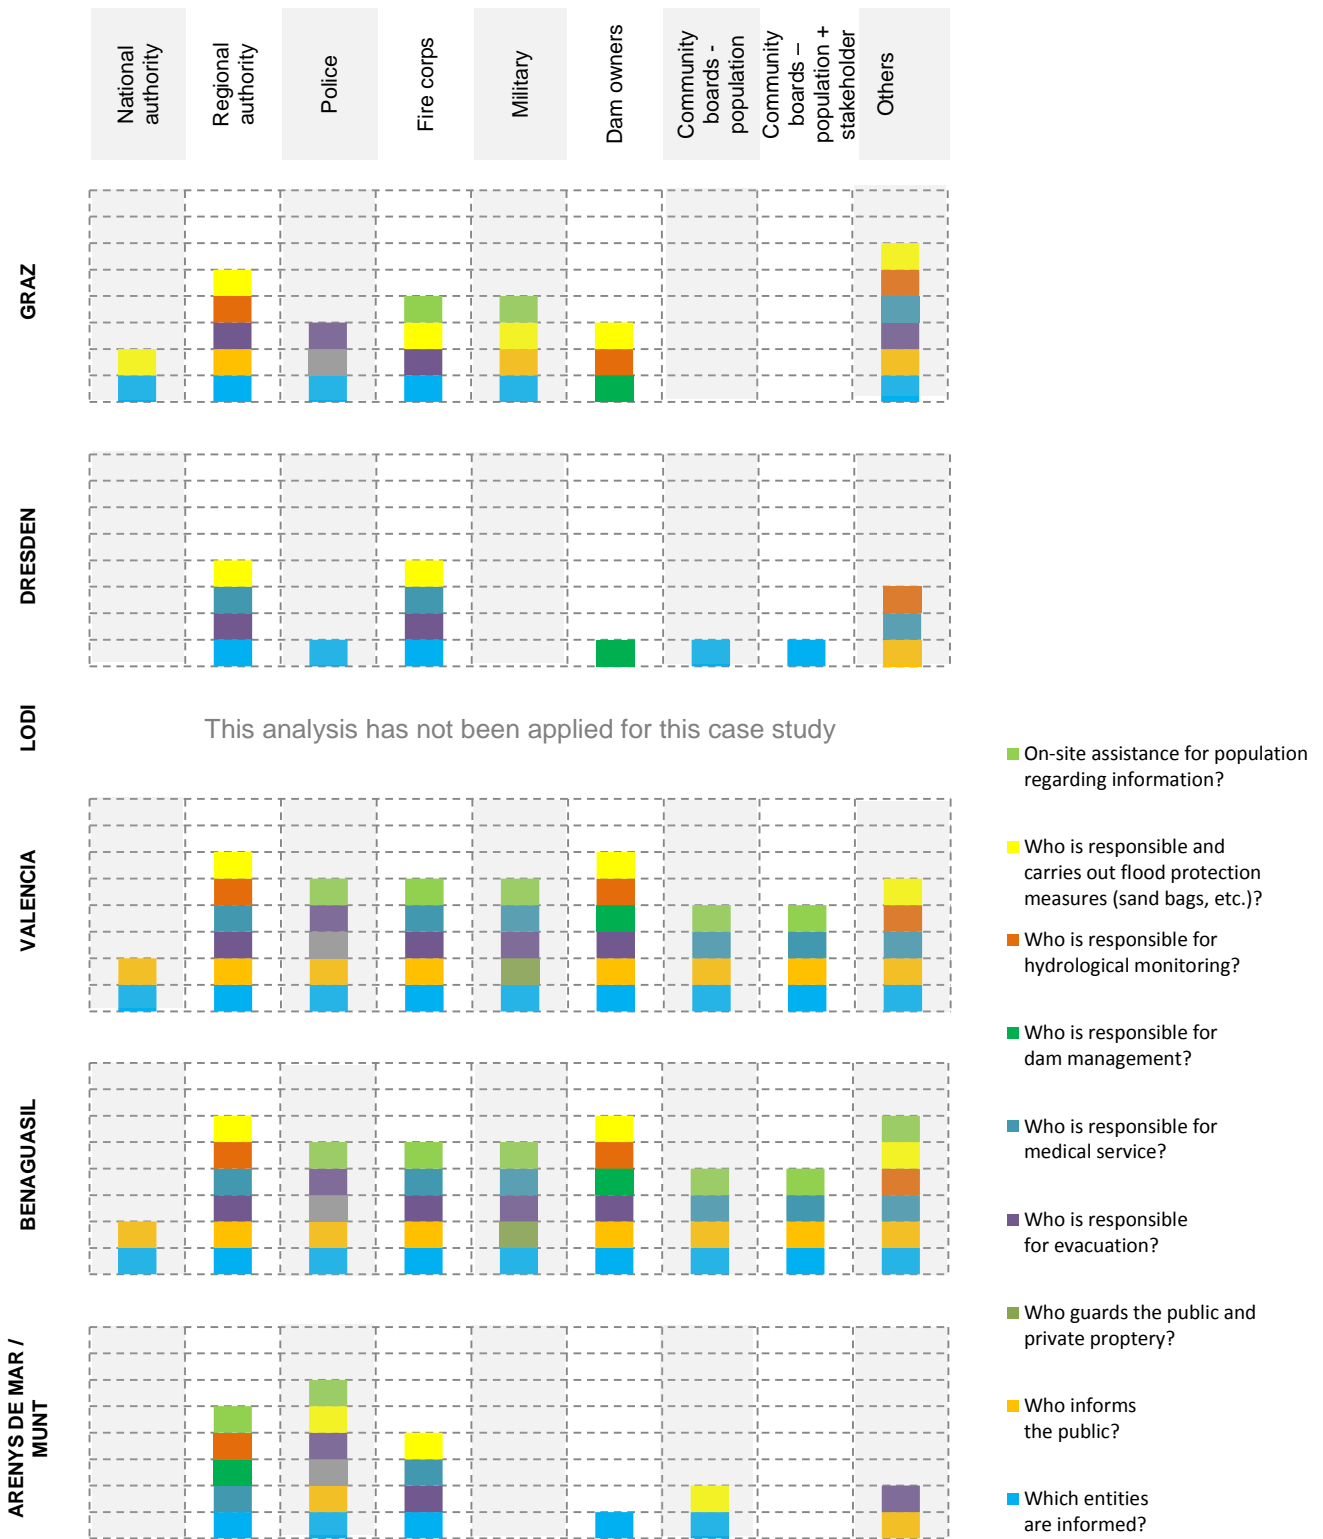 National
authority
Regional
authority
Police
Fire corps
Military
Dam owners
Community
boards -
population
Community
boards –
population +
stakeholder
Others
GRAZ
DRESDEN
LODI
This analysis has not been applied for this case study
VALENCIA
BENAGUASIL
ARENYS DE MAR /
MUNT
On-site assistance for population
regarding information?
Who is responsible and
carries out flood protection
measures (sand bags, etc.)?
Who is responsible for
hydrological monitoring?
Who is responsible for
dam management?
Who is responsible for
medical service?
Who is responsible
for evacuation?
Who guards the public and
private proptery?
Who informs
the public?
Which entities
are informed?